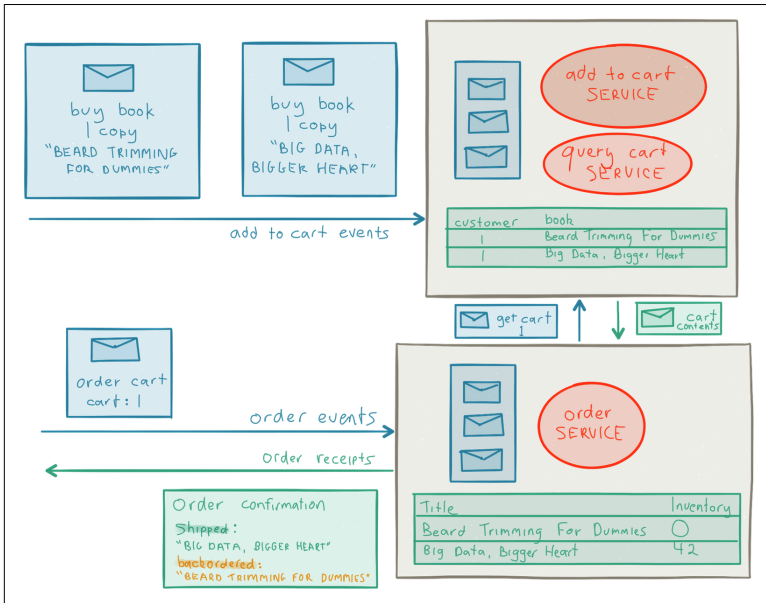 buy book
1 copy
"BEARD TRIMMING
FOR DUMMIES"
buy book
1 copy
"BIG DATA,
BIGGER HEART"
add to cart events
add to cart
SERVICE
query cart
SERVICE
customer book
1 Beard Trimming For Dummies
1 Big Data, Bigger Heart
get cart
1
cart
contents
order cart
cart: 1
order events
order receipts
order
SERVICE
Order confirmation
Shipped:
"BIG DATA, BIGGER HEART"
backordered:
"BEARD TRIMMING FOR DUMMIES"
Title Inventory
Beard Trimming For Dummies 0
Big Data, Bigger Heart 42